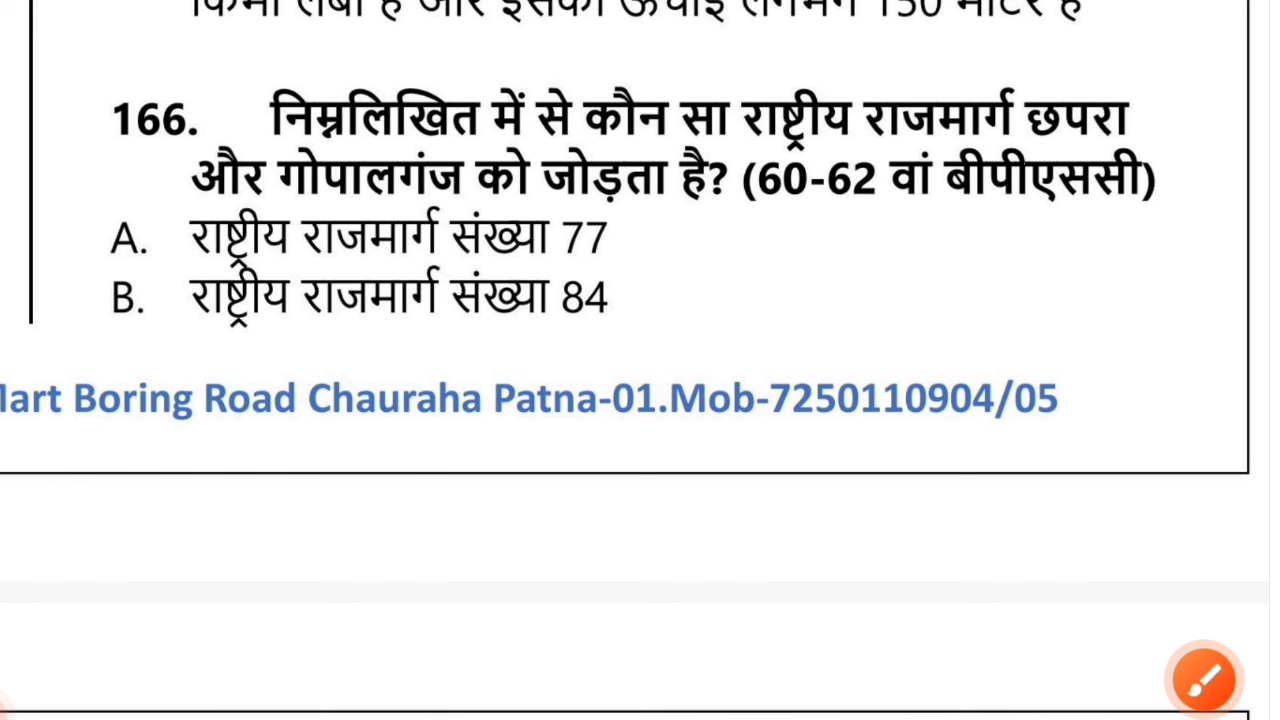 166. निम्नलिखित में से कौन सा राष्ट्रीय राजमार्ग छपरा
और गोपालगंज को जोड़ता है? (60-62 वां बीपीएससी)
A. राष्ट्रीय राजमार्ग संख्या 77
B. राष्ट्रीय राजमार्ग संख्या 84
Boring Road Chauraha Patna-01.Mob-7250110904/05